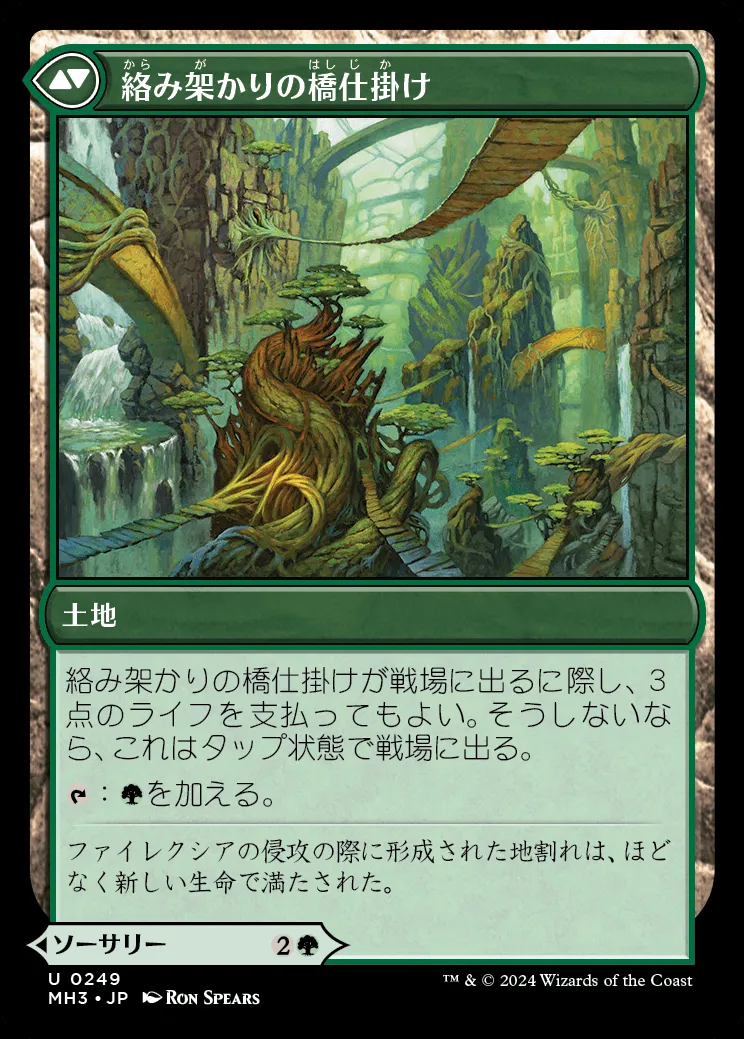 から が はしじか
絡み架かりの橋仕掛け
土地
絡み架かりの橋仕掛けが戦場に出るに際し、3
点のライフを支払ってもよい。そうしないな
ら、これはタップ状態で戦場に出る。
：を加える。
ファイレクシアの侵攻の際に形成された地割れは、ほど
なく新しい生命で満たされた。
ソーサリー 2
U 0249
MH3 • JP Ron Spears
™ & © 2024 Wizards of the Coast